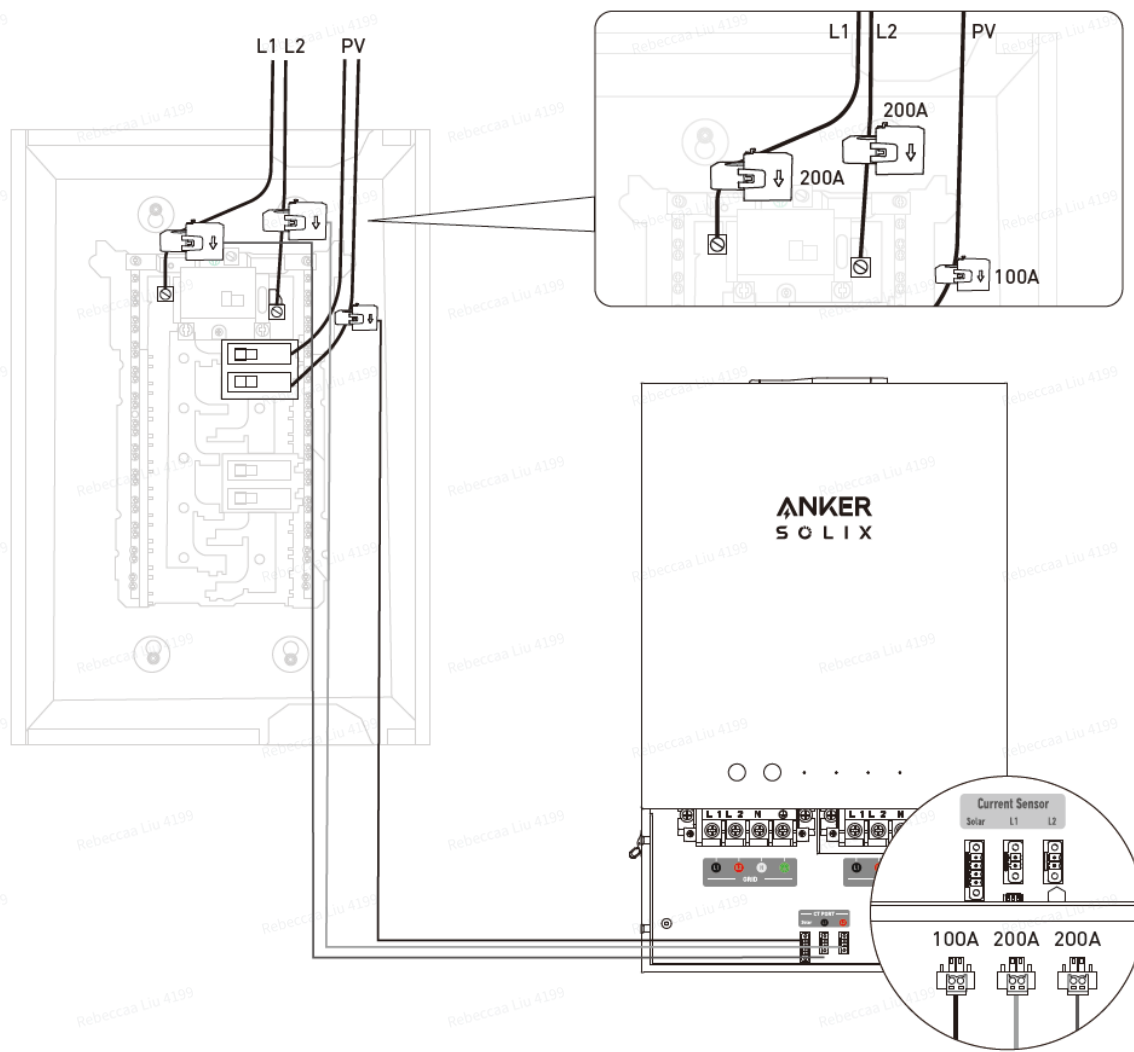 L1 L2 PV
L1 L2 PV
200A
200A
100A
ANKER
SOLIX
L1 L2 N
L1 L2 N
GRID
CT PORT
Solar
Current Sensor
Solar L1 L2
100A 200A 200A
Rebeccaa Liu 4199